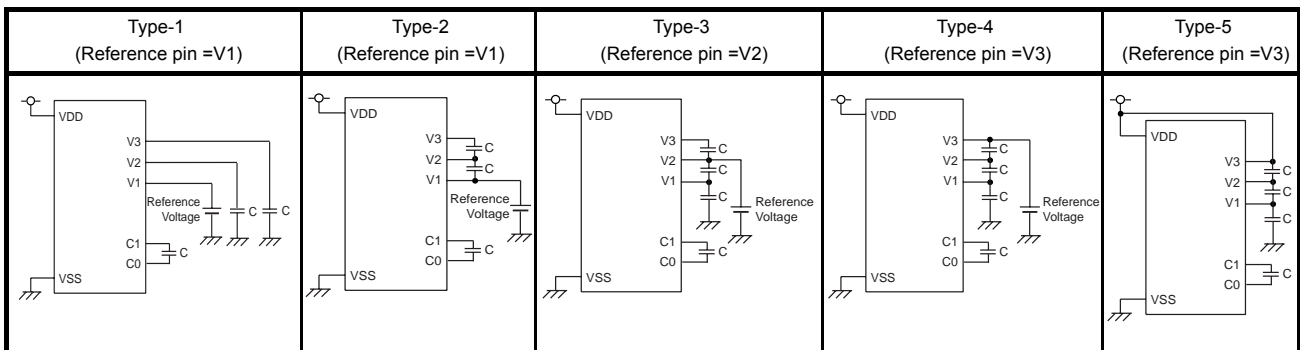 Type-1
(Reference pin =V1)
Type-2
(Reference pin =V1)
Type-3
(Reference pin =V2)
Type-4
(Reference pin =V3)
Type-5
(Reference pin =V3)
VDD
V3
V2
V1
Reference
Voltage
C
C
C1
C
C0
VSS
VDD
V3
C
V2
C
V1
Reference
Voltage
C1
C
C0
VSS
VDD
V3
C
V2
C
V1
C
Reference
Voltage
C1
C
C0
VSS
VDD
V3
C
V2
C
V1
C
Reference
Voltage
C1
C
C0
VSS
VDD
V3
C
V2
C
V1
C
C1
C
C0
VSS